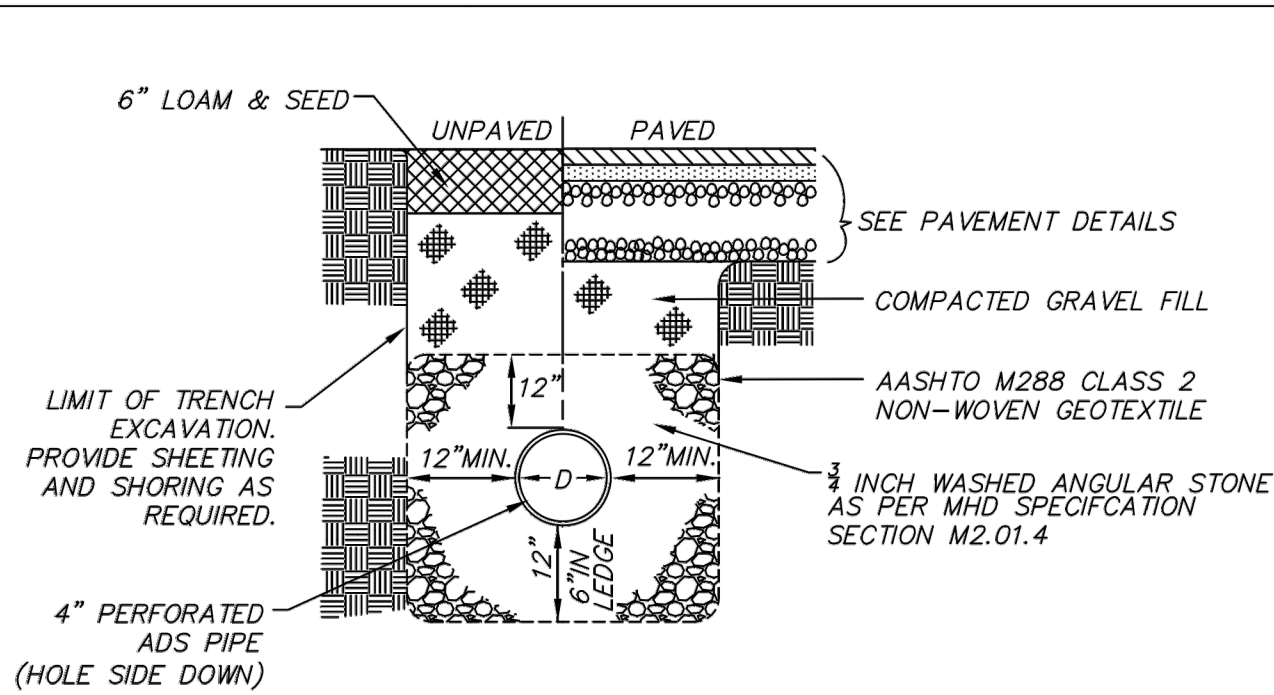 6" LOAM & SEED
UNPAVED
PAVED
SEE PAVEMENT DETAILS
COMPACTED GRAVEL FILL
AASHTO M288 CLASS 2
NON-WOVEN GEOTEXTILE
LIMIT OF TRENCH
EXCAVATION.
PROVIDE SHEETING
AND SHORING AS
REQUIRED.
12"
12"MIN.
D
12"MIN.
3/4 INCH WASHED ANGULAR STONE
AS PER MHD SPECIFCATION
SECTION M2.01.4
12"
6"IN
LEDGE
4" PERFORATED
ADS PIPE
(HOLE SIDE DOWN)